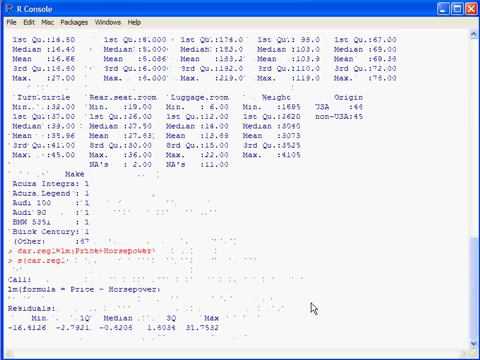 R Console
File Edit Misc Packages Windows Help
1st Qu.:14.50 1st Qu.:4.000 1st Qu.:174.0 1st Qu.: 98.0 1st Qu.:67.00
Median :16.40 Median :5.000 Median :183.0 Median :103.0 Median :69.00
Mean :16.66 Mean :5.086 Mean :183.2 Mean :103.9 Mean :69.38
3rd Qu.:18.80 3rd Qu.:6.000 3rd Qu.:192.0 3rd Qu.:110.0 3rd Qu.:72.00
Max. :27.00 Max. :8.000 Max. :219.0 Max. :119.0 Max. :78.00
Turn.circle Rear.seat.room Luggage.room Weight Origin
Min. :32.00 Min. :19.00 Min. : 6.00 Min. :1695 USA :48
1st Qu.:37.00 1st Qu.:26.00 1st Qu.:12.00 1st Qu.:2620 non-USA:45
Median :39.00 Median :27.50 Median :14.00 Median :3040
Mean :38.96 Mean :27.83 Mean :13.89 Mean :3073
3rd Qu.:41.00 3rd Qu.:30.00 3rd Qu.:15.00 3rd Qu.:3525
Max. :45.00 Max. :36.00 Max. :22.00 Max. :4105
NA's : 2.00 NA's :11.00
Make
Acura Integra: 1
Acura Legend : 1
Audi 100 : 1
Audi 90 : 1
BMW 535i : 1
Buick Century: 1
(Other) :87
> car.reg1=lm(Price~Horsepower)
> s(car.reg1)
Call:
lm(formula = Price ~ Horsepower)
Residuals:
Min 1Q Median 3Q Max
-16.4126 -2.7921 -0.8208 1.8034 31.7532